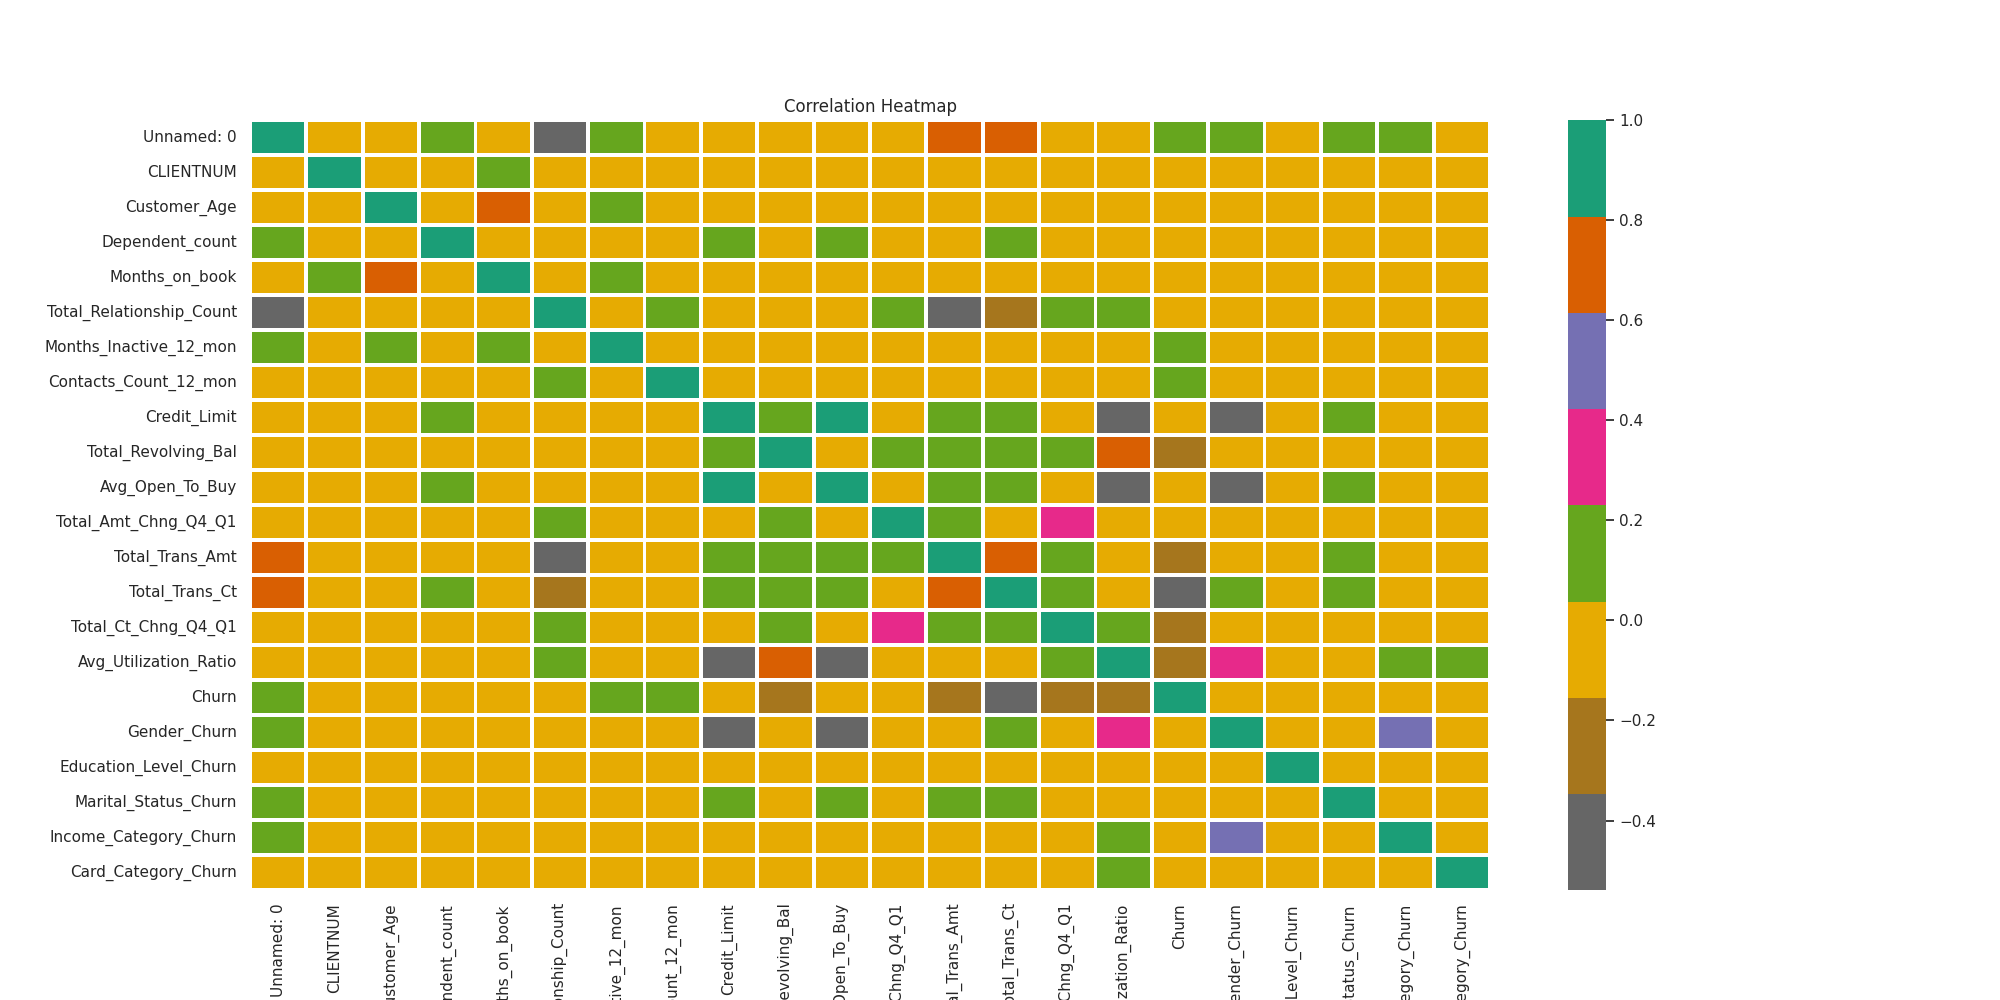 Correlation Heatmap
Unnamed: 0
CLIENTNUM
Customer_Age
Dependent_count
Months_on_book
Total_Relationship_Count
Months_Inactive_12_mon
Contacts_Count_12_mon
Credit_Limit
Total_Revolving_Bal
Avg_Open_To_Buy
Total_Amt_Chng_Q4_Q1
Total_Trans_Amt
Total_Trans_Ct
Total_Ct_Chng_Q4_Q1
Avg_Utilization_Ratio
Churn
Gender_Churn
Education_Level_Churn
Marital_Status_Churn
Income_Category_Churn
Card_Category_Churn
Unnamed: 0
CLIENTNUM
ustomer_Age
ndent_count
ths_on_book
onship_Count
tive_12_mon
unt_12_mon
Credit_Limit
evolving_Bal
Open_To_Buy
Chng_Q4_Q1
al_Trans_Amt
otal_Trans_Ct
Chng_Q4_Q1
zation_Ratio
Churn
ender_Churn
Level_Churn
tatus_Churn
egory_Churn
egory_Churn
1.0
0.8
0.6
0.4
0.2
0.0
−0.2
−0.4